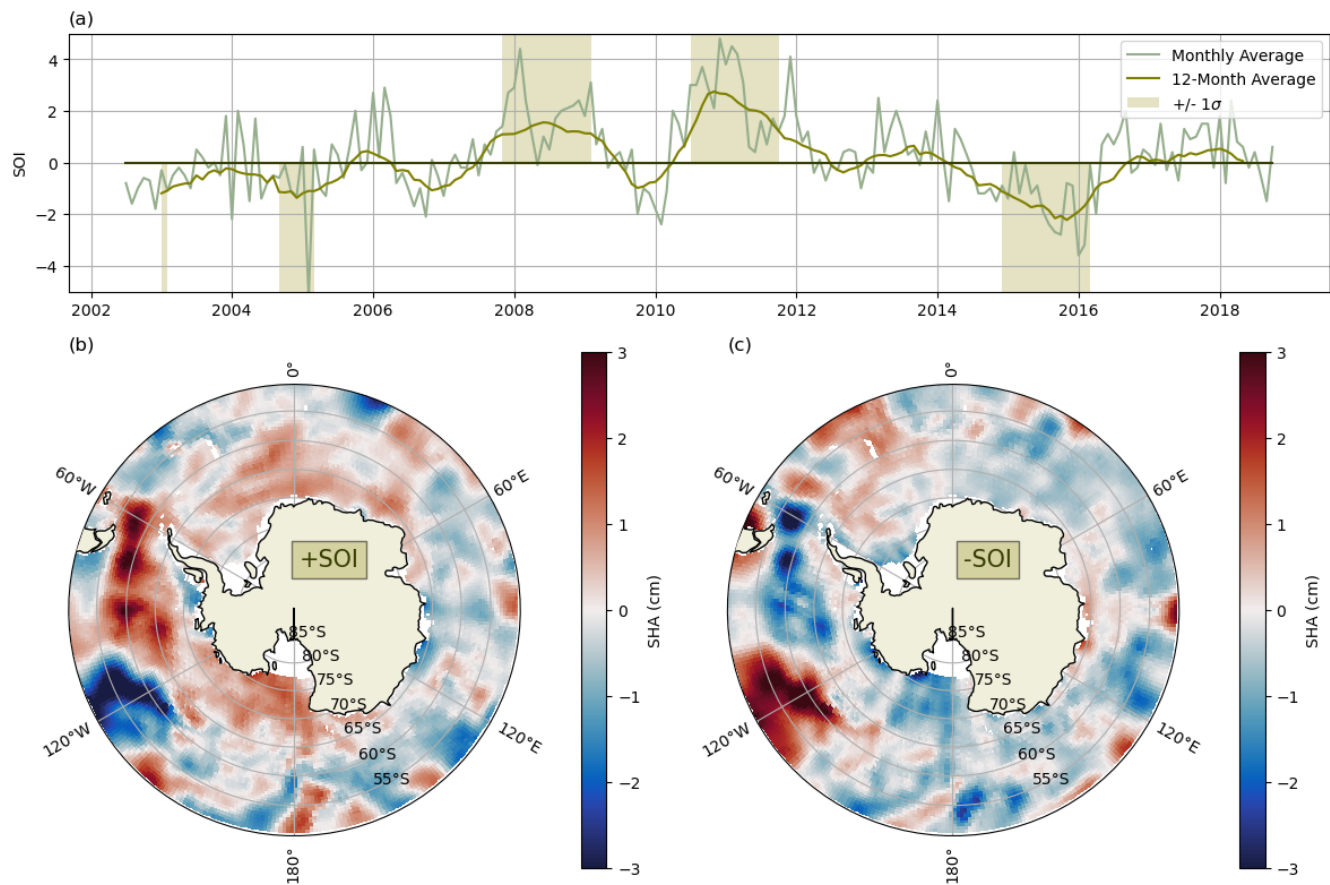 (a)
SOI
4
2
0
−2
−4
Monthly Average
12-Month Average
+/- 1σ
2002 2004 2006 2008 2010 2012 2014 2016 2018
(b)
0°
60°W
60°E
120°W
120°E
180°
+SOI
85°S
80°S
75°S
70°S
65°S
60°S
55°S
3
2
1
0
−1
−2
−3
SHA (cm)
(c)
0°
60°W
60°E
120°W
120°E
180°
-SOI
85°S
80°S
75°S
70°S
65°S
60°S
55°S
3
2
1
0
−1
−2
−3
SHA (cm)